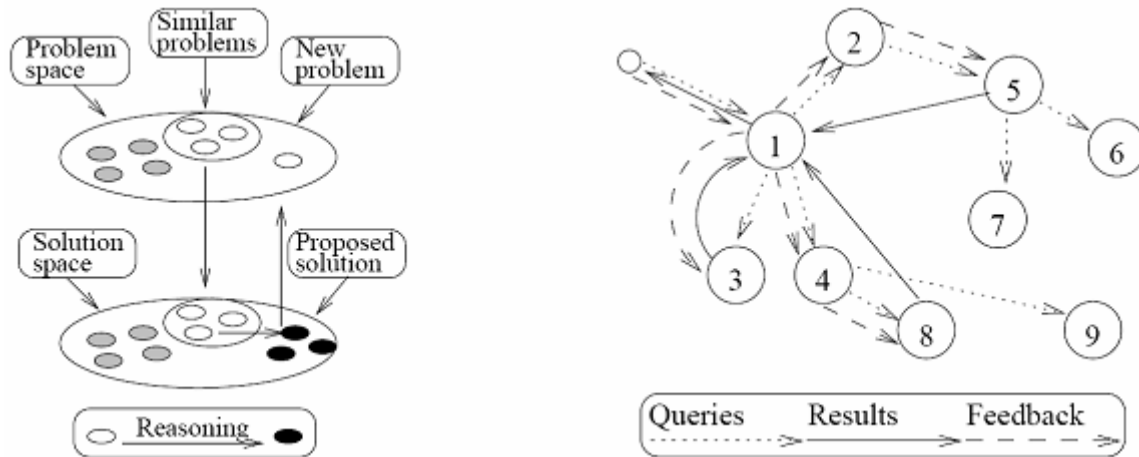 Problem
space
Similar
problems
New
problem
Solution
space
Proposed
solution
Reasoning
1
2
3
4
5
6
7
8
9
Queries
Results
Feedback